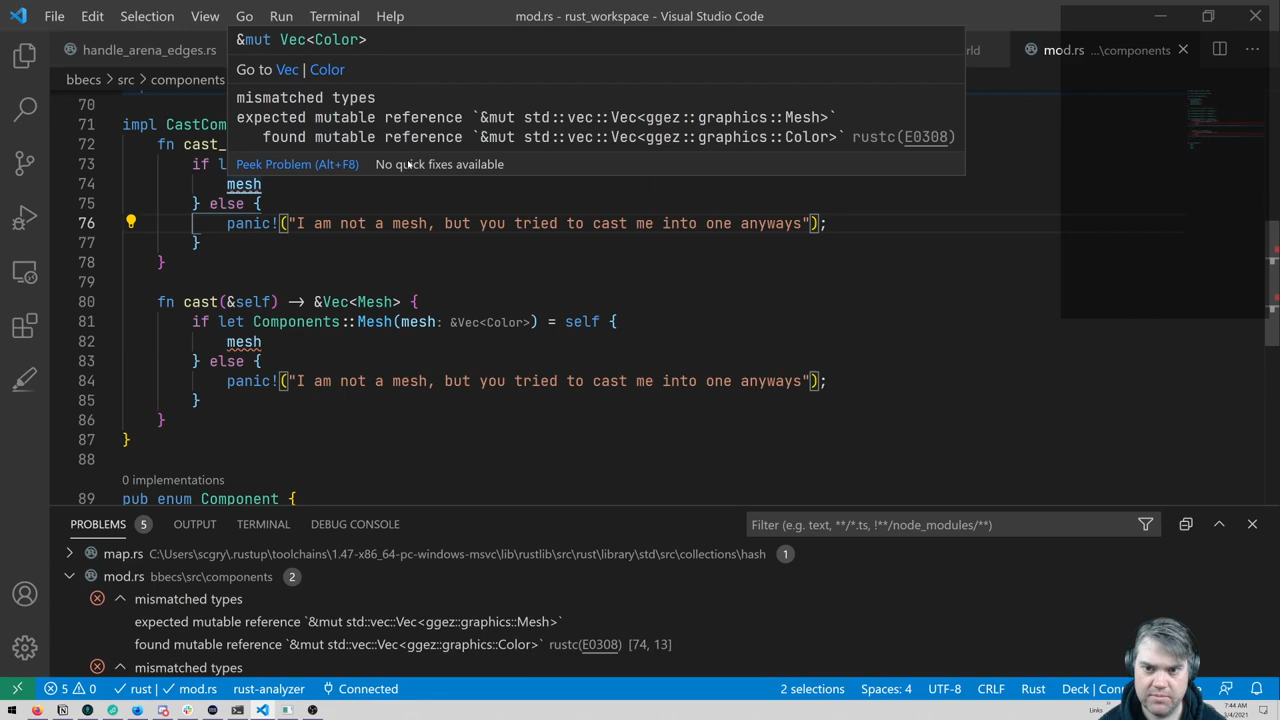 File Edit Selection View Go Run Terminal Help
mod.rs - rust_workspace - Visual Studio Code
handle_arena_edges.rs
mod.rs ...\components
bbecs > src > components
&mut Vec<Color>
Go to Vec | Color
mismatched types
expected mutable reference `&mut std::vec::Vec<ggez::graphics::Mesh>`
found mutable reference `&mut std::vec::Vec<ggez::graphics::Color>` rustc(E0308)
Peek Problem (Alt+F8) No quick fixes available
70
71 impl CastCom
72 fn cast_
73 if l
74 mesh
75 } else {
76 panic!("I am not a mesh, but you tried to cast me into one anyways");
77 }
78 }
79
80 fn cast(&self) → &Vec<Mesh> {
81 if let Components::Mesh(mesh: &Vec<Color>) = self {
82 mesh
83 } else {
84 panic!("I am not a mesh, but you tried to cast me into one anyways");
85 }
86 }
87 }
88
0 implementations
89 pub enum Component {
PROBLEMS 5 OUTPUT TERMINAL DEBUG CONSOLE
Filter (e.g. text, **/*.ts, !**/node_modules/**)
map.rs C:\Users\scgry\.rustup\toolchains\1.47-x86_64-pc-windows-msvc\lib\rustlib\src\rust\library\std\src\collections\hash 1
mod.rs bbecs\src\components 2
mismatched types
expected mutable reference `&mut std::vec::Vec<ggez::graphics::Mesh>`
found mutable reference `&mut std::vec::Vec<ggez::graphics::Color>` rustc(E0308) [74, 13]
mismatched types
5 0 rust | mod.rs rust-analyzer Connected
2 selections Spaces: 4 UTF-8 CRLF Rust
Links
7:44 AM
3/4/2021